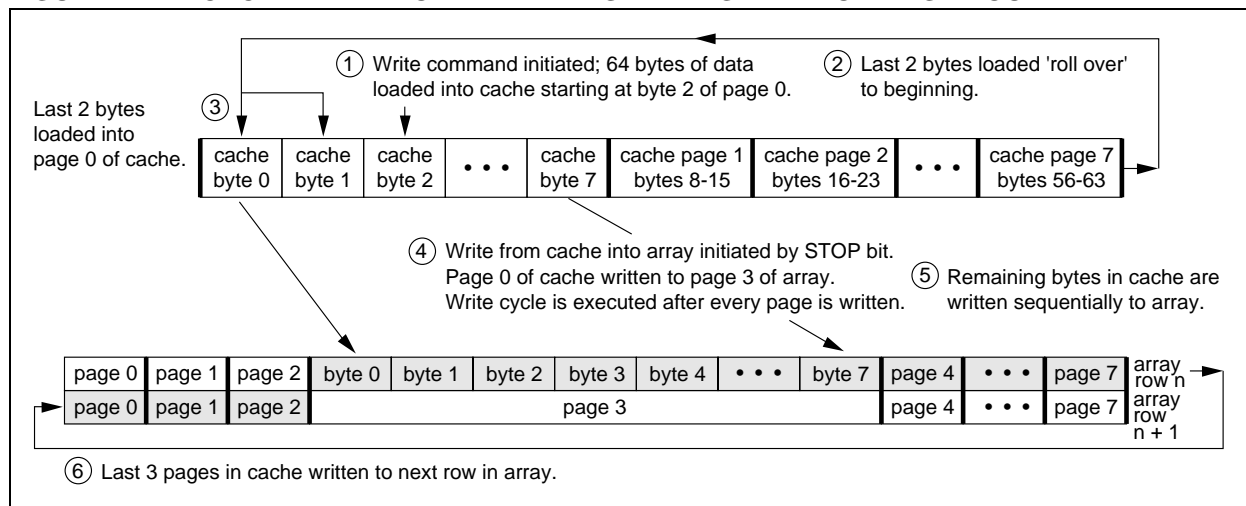 ① Write command initiated; 64 bytes of data
loaded into cache starting at byte 2 of page 0.
② Last 2 bytes loaded 'roll over'
to beginning.
③
Last 2 bytes
loaded into
page 0 of cache.
cache byte 0 cache byte 1 cache byte 2 • • • cache byte 7 cache page 1 bytes 8-15 cache page 2 bytes 16-23 • • • cache page 7 bytes 56-63
④ Write from cache into array initiated by STOP bit.
Page 0 of cache written to page 3 of array.
Write cycle is executed after every page is written.
⑤ Remaining bytes in cache are
written sequentially to array.
page 0 page 1 page 2 byte 0 byte 1 byte 2 byte 3 byte 4 • • • byte 7 page 4 • • • page 7 array row n
page 0 page 1 page 2 page 3 page 4 • • • page 7 array row n + 1
⑥ Last 3 pages in cache written to next row in array.